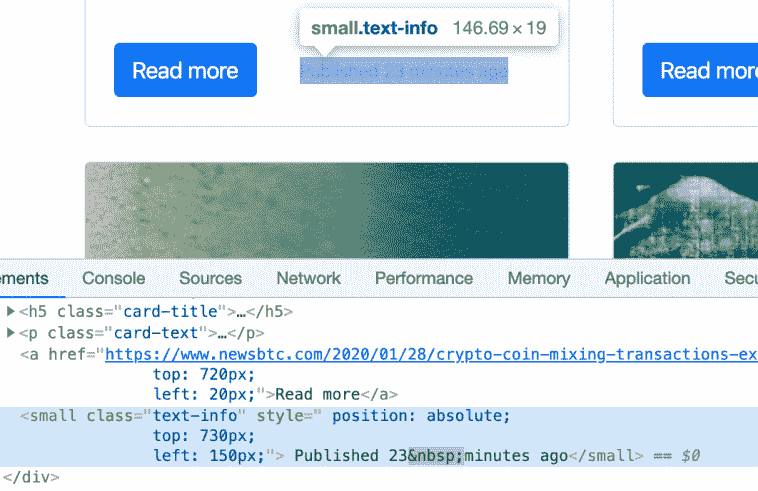 small.text-info 146.69 × 19
Read more
Read more
ements Console Sources Network Performance Memory Application Secu
▶<h5 class="card-title">…</h5>
▶<p class="card-text">…</p>
<a href="https://www.newsbtc.com/2020/01/28/crypto-coin-mixing-transactions-ex
top: 720px;
left: 20px;">Read more</a>
<small class="text-info" style=" position: absolute;
top: 730px;
left: 150px;"> Published 23&nbsp;minutes ago</small> == $0
</div>